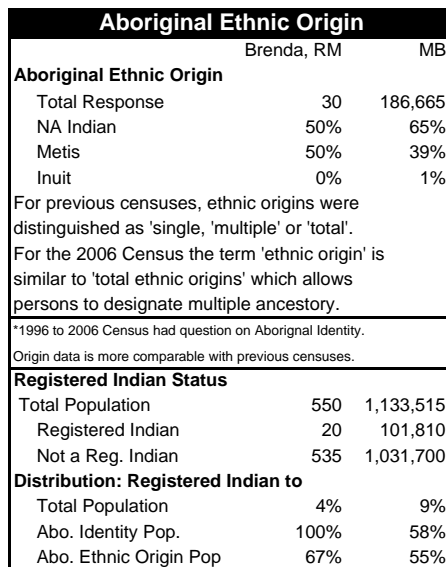 Aboriginal Ethnic Origin
Brenda, RM MB
Aboriginal Ethnic Origin
Total Response 30 186,665
NA Indian 50% 65%
Metis 50% 39%
Inuit 0% 1%
For previous censuses, ethnic origins were
distinguished as 'single, 'multiple' or 'total'.
For the 2006 Census the term 'ethnic origin' is
similar to 'total ethnic origins' which allows
persons to designate multiple ancestory.
*1996 to 2006 Census had question on Aborignal Identity.
Origin data is more comparable with previous censuses.
Registered Indian Status
Total Population 550 1,133,515
Registered Indian 20 101,810
Not a Reg. Indian 535 1,031,700
Distribution: Registered Indian to
Total Population 4% 9%
Abo. Identity Pop. 100% 58%
Abo. Ethnic Origin Pop 67% 55%